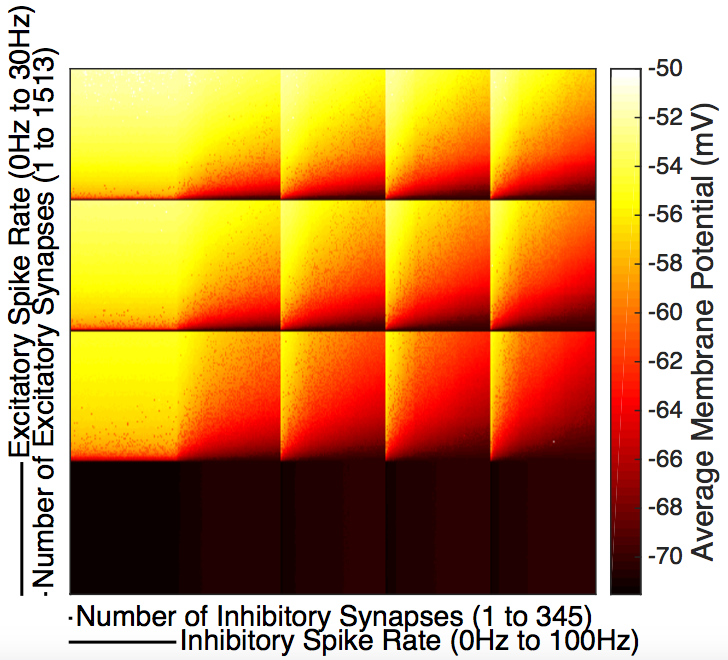 Excitatory Spike Rate (0Hz to 30Hz)
Number of Excitatory Synapses (1 to 1513)
-50
-52
-54
-56
-58
-60
-62
-64
-66
-68
-70
Average Membrane Potential (mV)
Number of Inhibitory Synapses (1 to 345)
Inhibitory Spike Rate (0Hz to 100Hz)